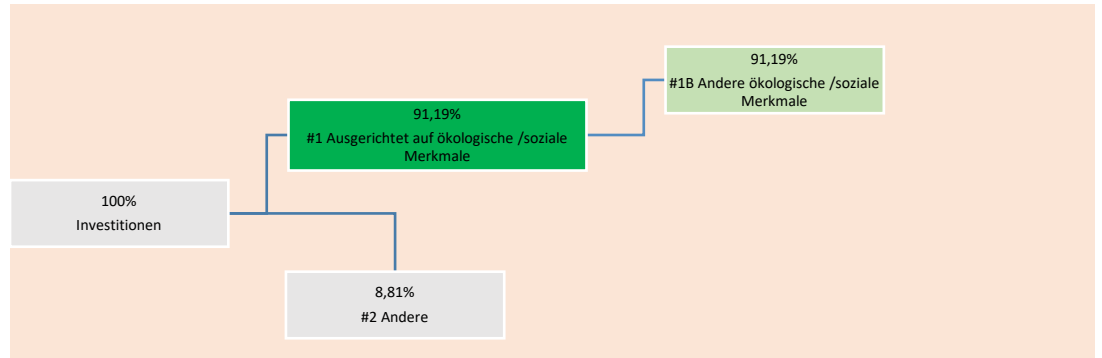 91,19%
#1B Andere ökologische /soziale
Merkmale
91,19%
#1 Ausgerichtet auf ökologische /soziale
Merkmale
100%
Investitionen
8,81%
#2 Andere